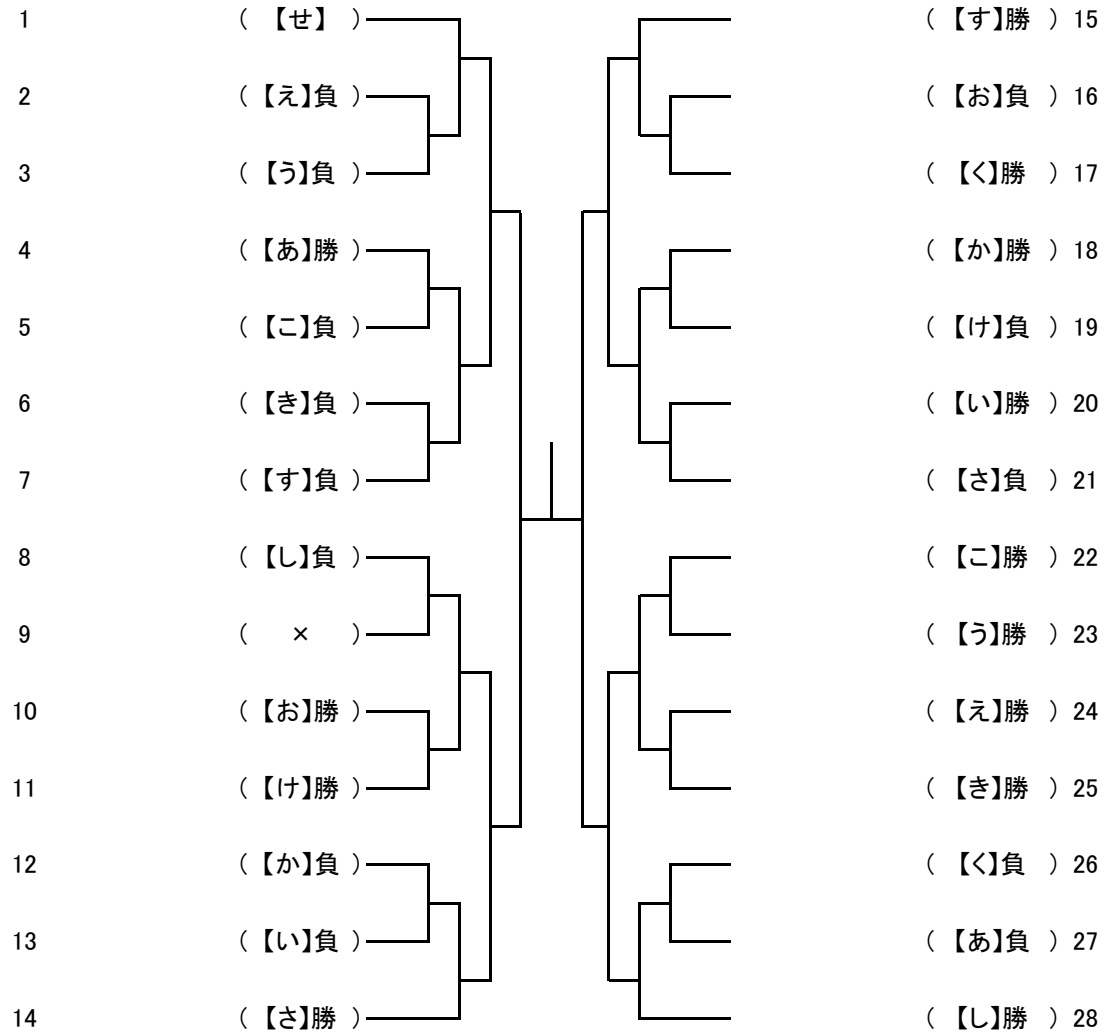 1 ( 【せ】 ) ( 【す】勝 ) 15
2 ( 【え】負 ) ( 【お】負 ) 16
3 ( 【う】負 ) ( 【く】勝 ) 17
4 ( 【あ】勝 ) ( 【か】勝 ) 18
5 ( 【こ】負 ) ( 【け】負 ) 19
6 ( 【き】負 ) ( 【い】勝 ) 20
7 ( 【す】負 ) ( 【さ】負 ) 21
8 ( 【し】負 ) ( 【こ】勝 ) 22
9 ( × ) ( 【う】勝 ) 23
10 ( 【お】勝 ) ( 【え】勝 ) 24
11 ( 【け】勝 ) ( 【き】勝 ) 25
12 ( 【か】負 ) ( 【く】負 ) 26
13 ( 【い】負 ) ( 【あ】負 ) 27
14 ( 【さ】勝 ) ( 【し】勝 ) 28